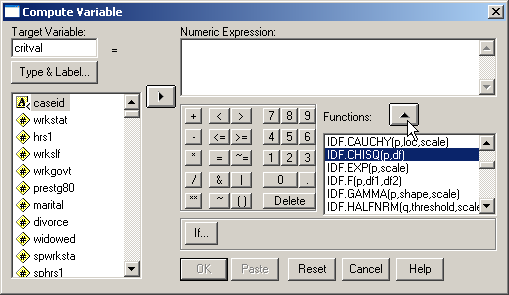 Compute Variable
Target Variable:
critval
=
Numeric Expression:
Type & Label...
caseid
wrkstat
hrs1
wrkslf
wrkgovt
prestg80
marital
divorce
widowed
spwrksta
sphrs1
+ < > 7 8 9
- <= >= 4 5 6
* = ~= 1 2 3
/ & | 0 .
** ~ ( ) Delete
Functions:
IDF.CAUCHY(p,loc,scale)
IDF.CHISQ(p,df)
IDF.EXP(p,scale)
IDF.F(p,df1,df2)
IDF.GAMMA(p,shape,scale)
IDF.HALFNRM(q,threshold,scale
If...
OK Paste Reset Cancel Help